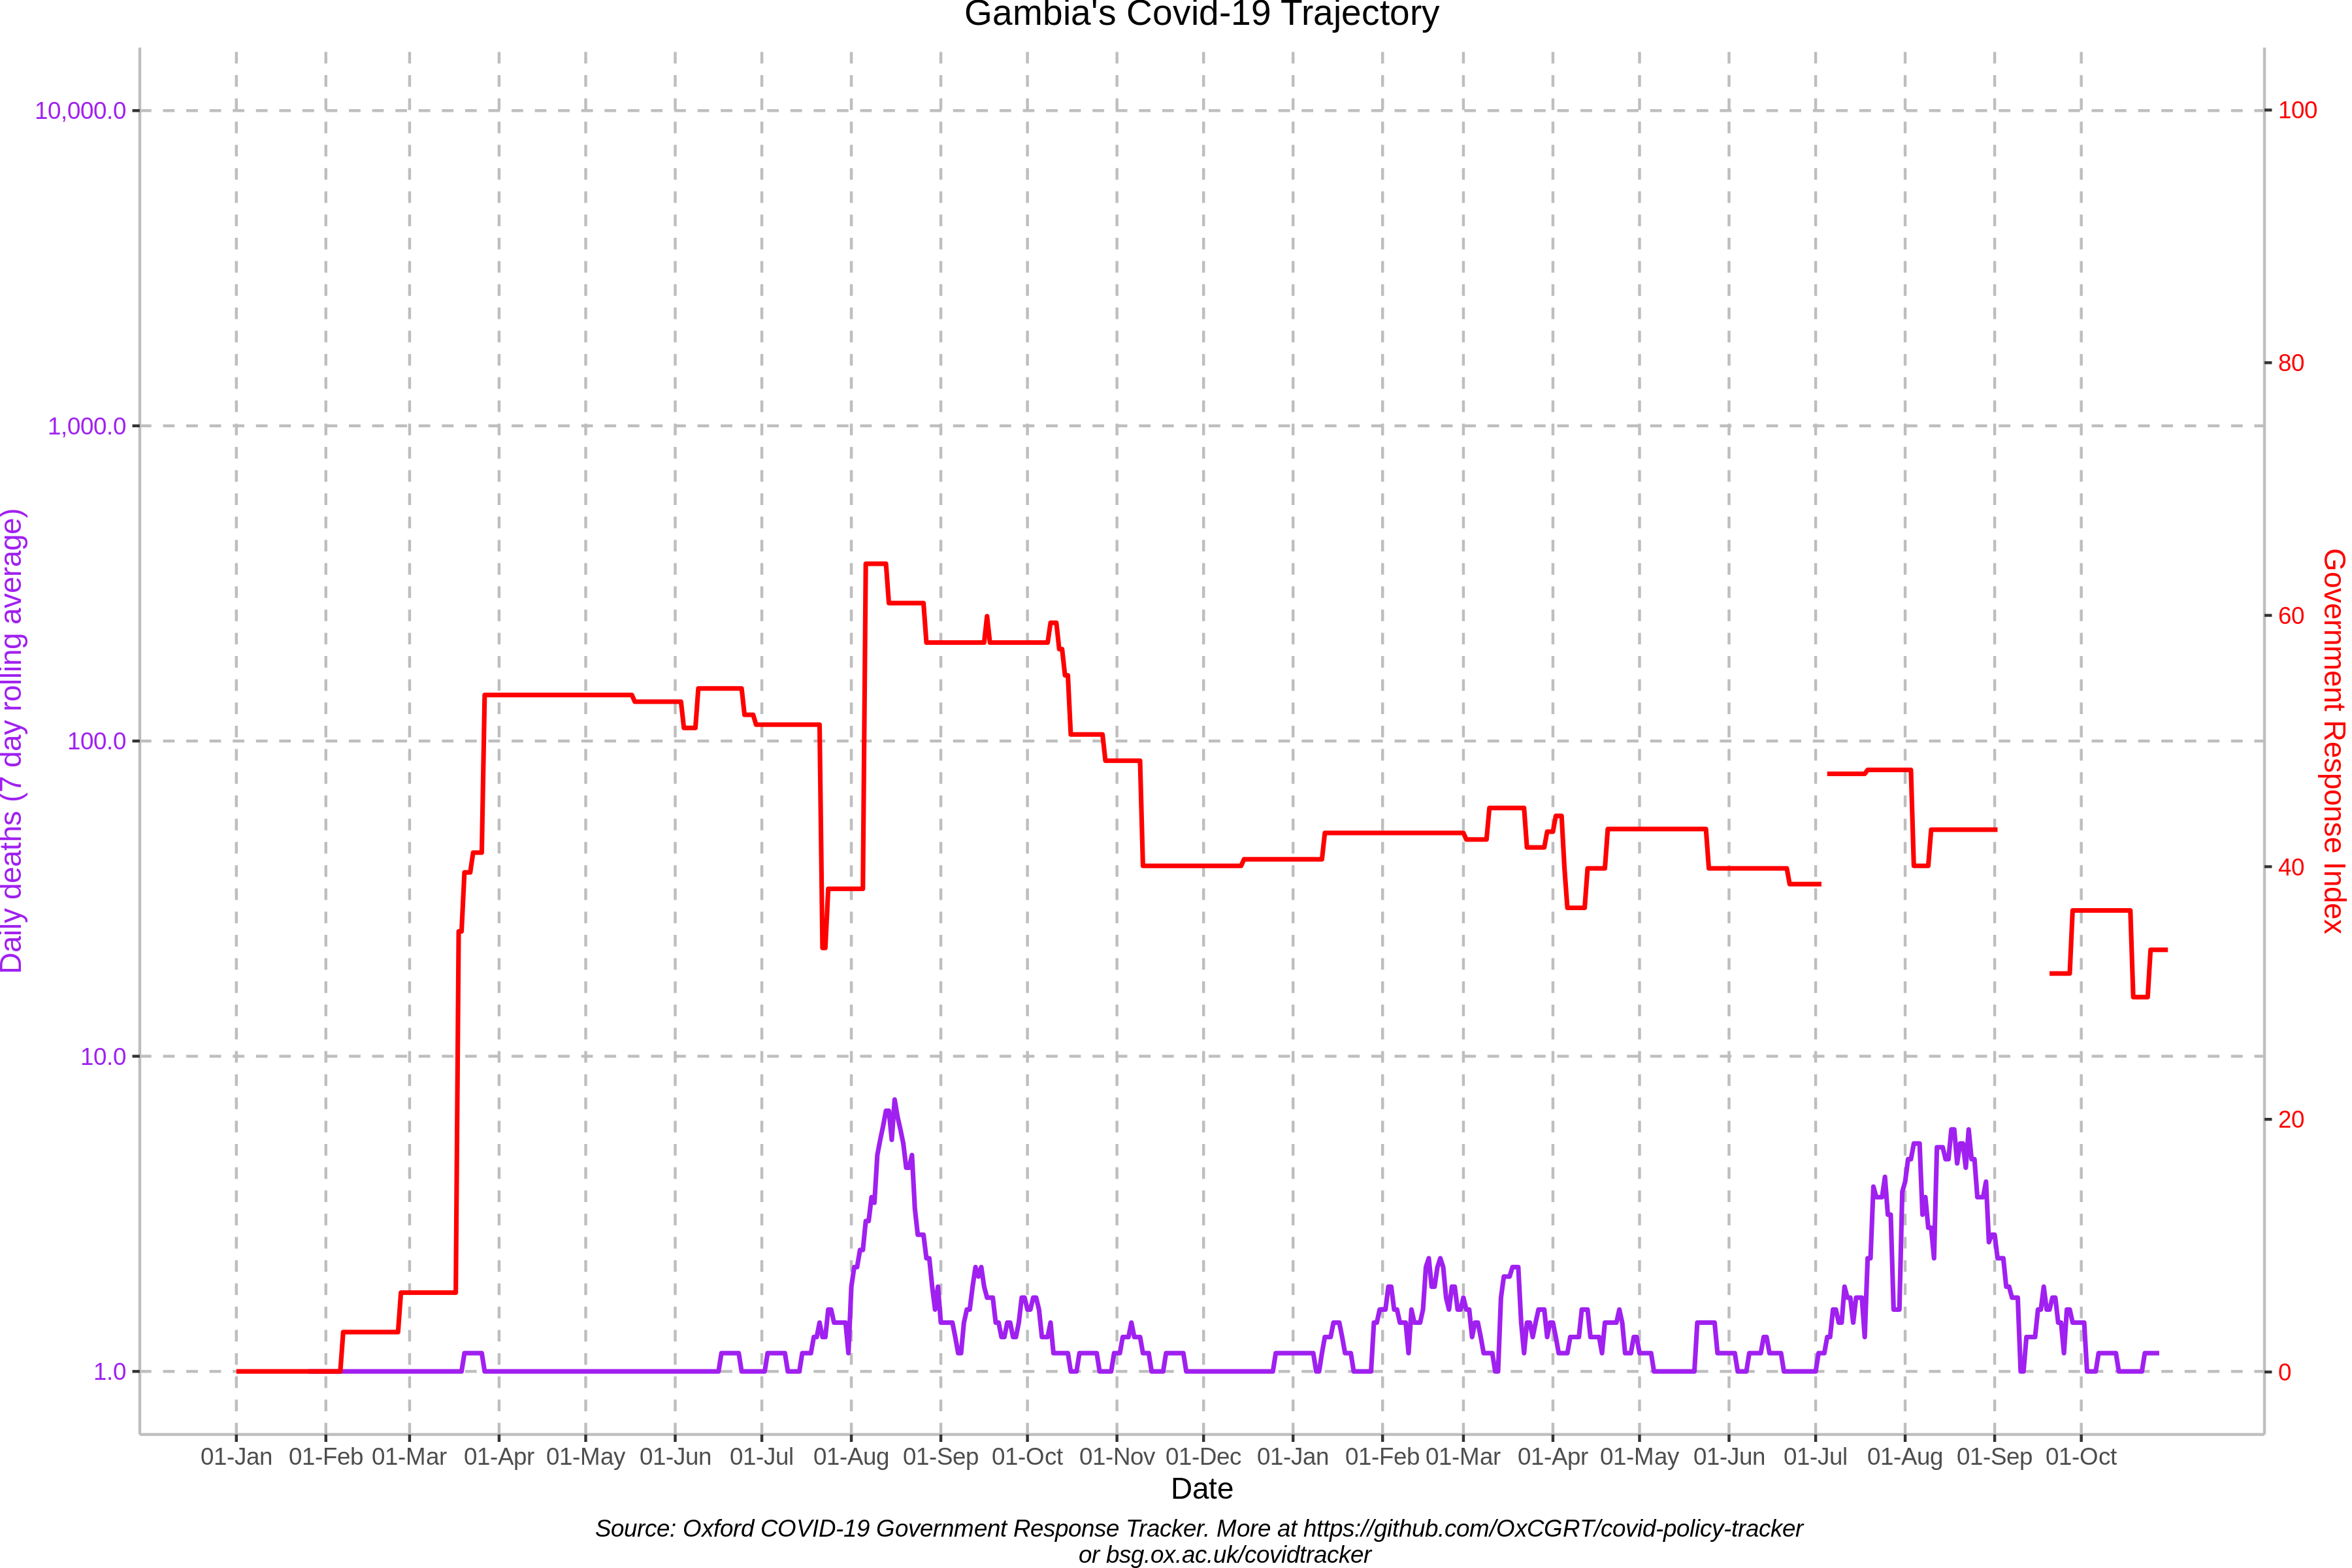 Gambia's Covid-19 Trajectory
10,000.0
1,000.0
100.0
10.0
1.0
Daily deaths (7 day rolling average)
100
80
60
40
20
0
Government Response Index
01-Jan 01-Feb 01-Mar 01-Apr 01-May 01-Jun 01-Jul 01-Aug 01-Sep 01-Oct 01-Nov 01-Dec 01-Jan 01-Feb 01-Mar 01-Apr 01-May 01-Jun 01-Jul 01-Aug 01-Sep 01-Oct
Date
Source: Oxford COVID-19 Government Response Tracker. More at https://github.com/OxCGRT/covid-policy-tracker
or bsg.ox.ac.uk/covidtracker